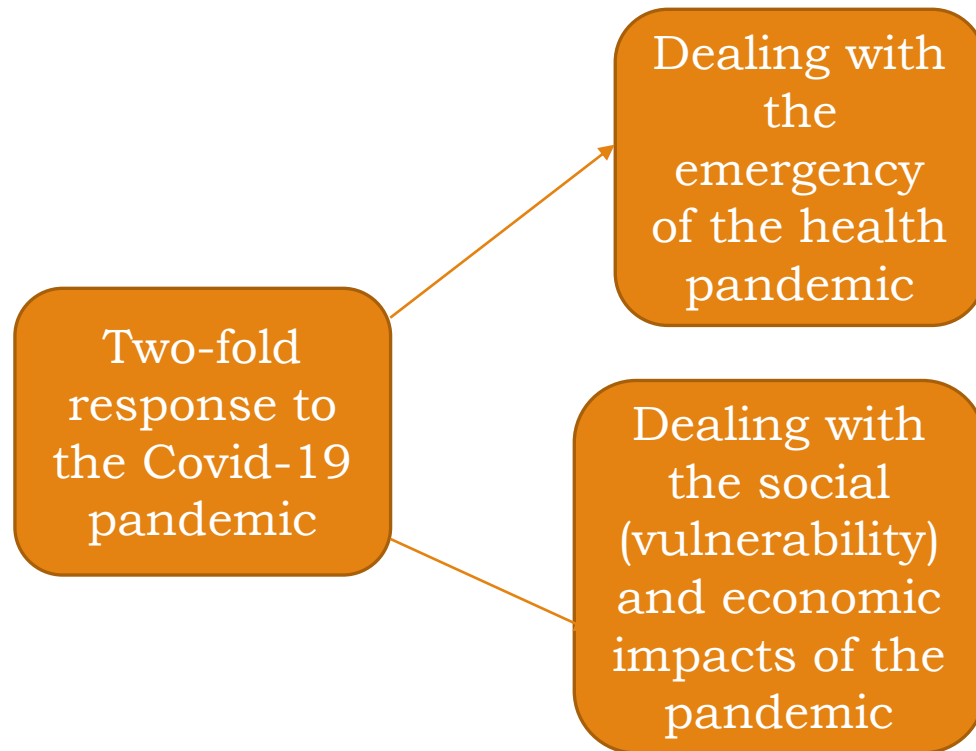 Two-fold
response to
the Covid-19
pandemic
Dealing with
the
emergency
of the health
pandemic
Dealing with
the social
(vulnerability)
and economic
impacts of the
pandemic